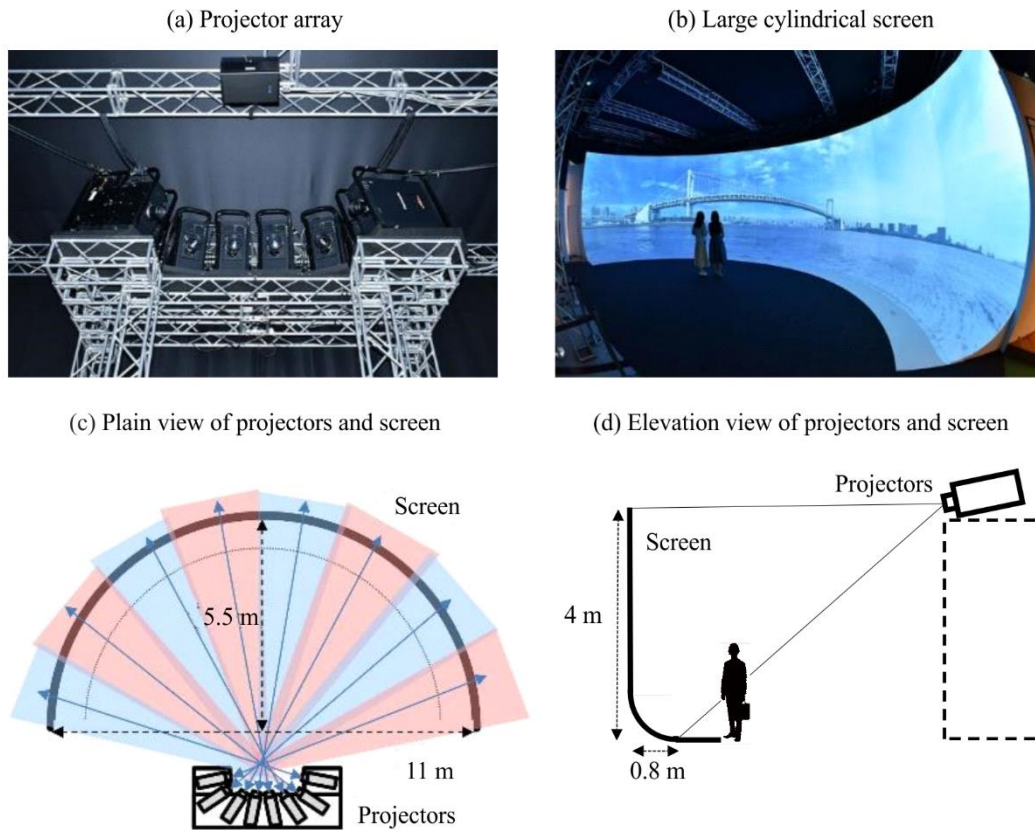 (a) Projector array
(b) Large cylindrical screen
(c) Plain view of projectors and screen
(d) Elevation view of projectors and screen
Screen
5.5 m
11 m
Projectors
Projectors
Screen
4 m
0.8 m